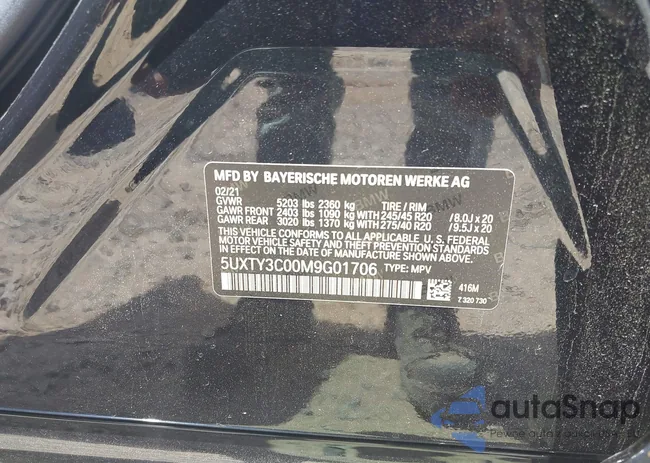 MFD BY BAYERISCHE MOTOREN WERKE AG
02/21
GVWR 5203 lbs 2360 kg TIRE / RIM
GAWR FRONT 2403 lbs 1090 kg WITH 245/45 R20 / 8.0J x 20
GAWR REAR 3020 lbs 1370 kg WITH 275/40 R20 / 9.5J x 20
THIS VEHICLE CONFORMS TO ALL APPLICABLE U.S. FEDERAL
MOTOR VEHICLE SAFETY AND THEFT PREVENTION STANDARDS
IN EFFECT ON THE DATE OF MANUFACTURE SHOWN ABOVE.
5UXTY3C00M9G01706 TYPE: MPV
416M
7 320 730
autaSnap
Pewne auto